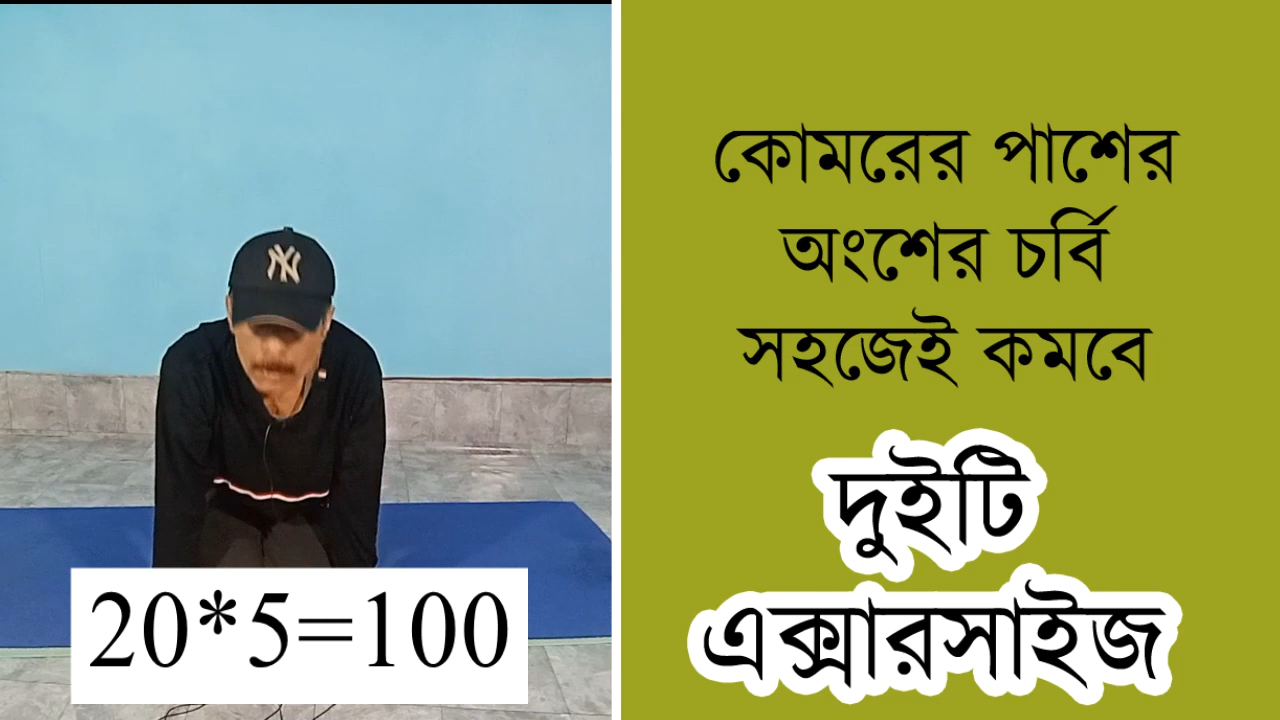 NY
20*5=100
কোমরের পাশের
অংশের চর্বি
সহজেই কমবে
দুইটি
এক্সারসাইজ